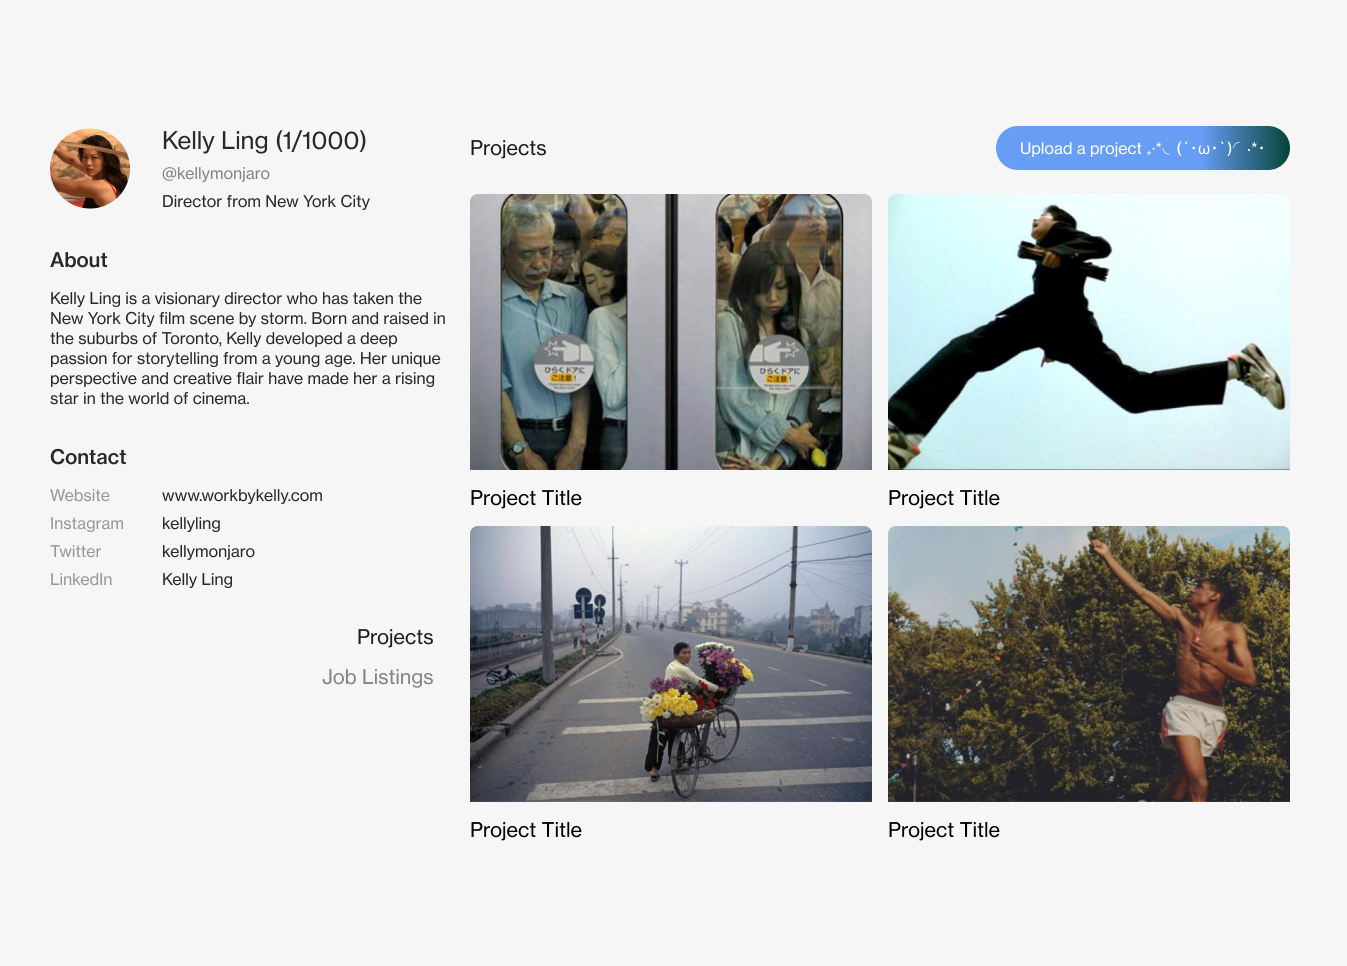 Kelly Ling (1/1000)
@kellymonjaro
Director from New York City
About
Kelly Ling is a visionary director who has taken the
New York City film scene by storm. Born and raised in
the suburbs of Toronto, Kelly developed a deep
passion for storytelling from a young age. Her unique
perspective and creative flair have made her a rising
star in the world of cinema.
Contact
Website www.workbykelly.com
Instagram kellyling
Twitter kellymonjaro
LinkedIn Kelly Ling
Projects
Job Listings
Projects
Upload a project ₊·*◟(´･ω･`)◜·*･
ひらくドアに
ご注意!
ひらくドアに
ご注意!
Project Title
Project Title
Project Title
Project Title